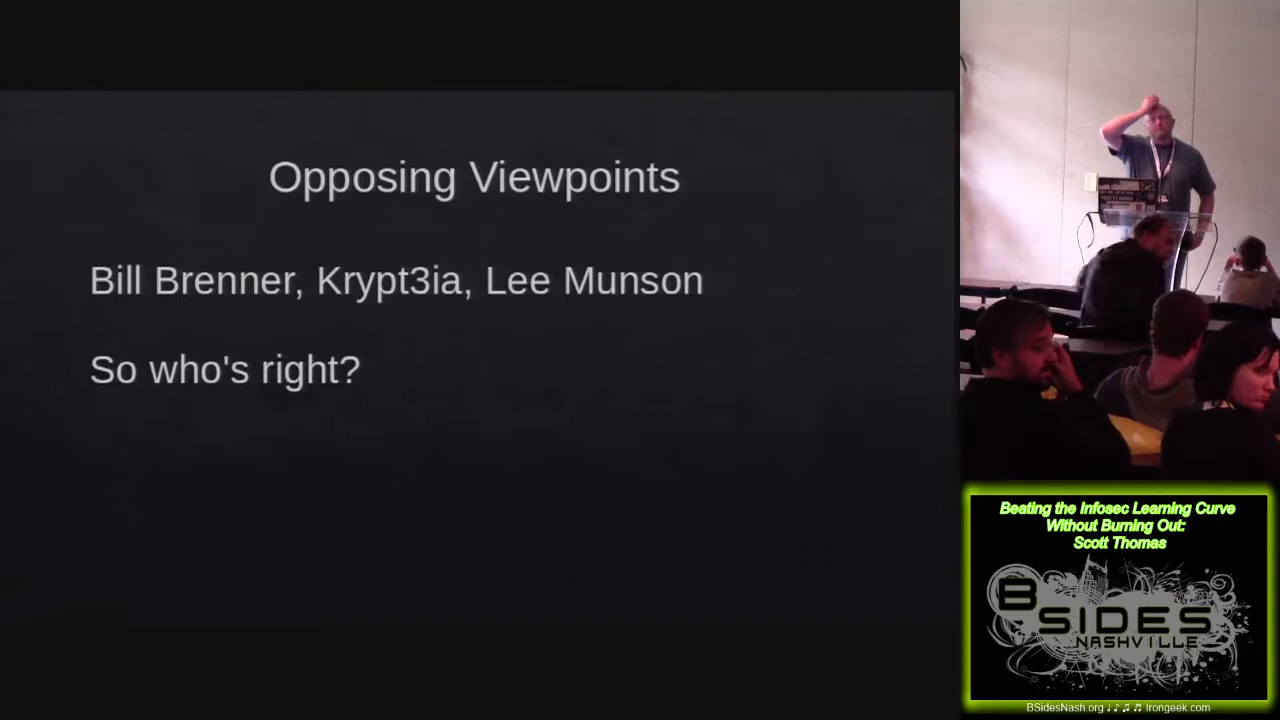 Opposing Viewpoints
Bill Brenner, Krypt3ia, Lee Munson
So who's right?
Beating the Infosec Learning Curve
Without Burning Out:
Scott Thomas
BSIDES
NASHVILLE
BSidesNash.org ♩ ♪ ♫ ♬ Irongeek.com